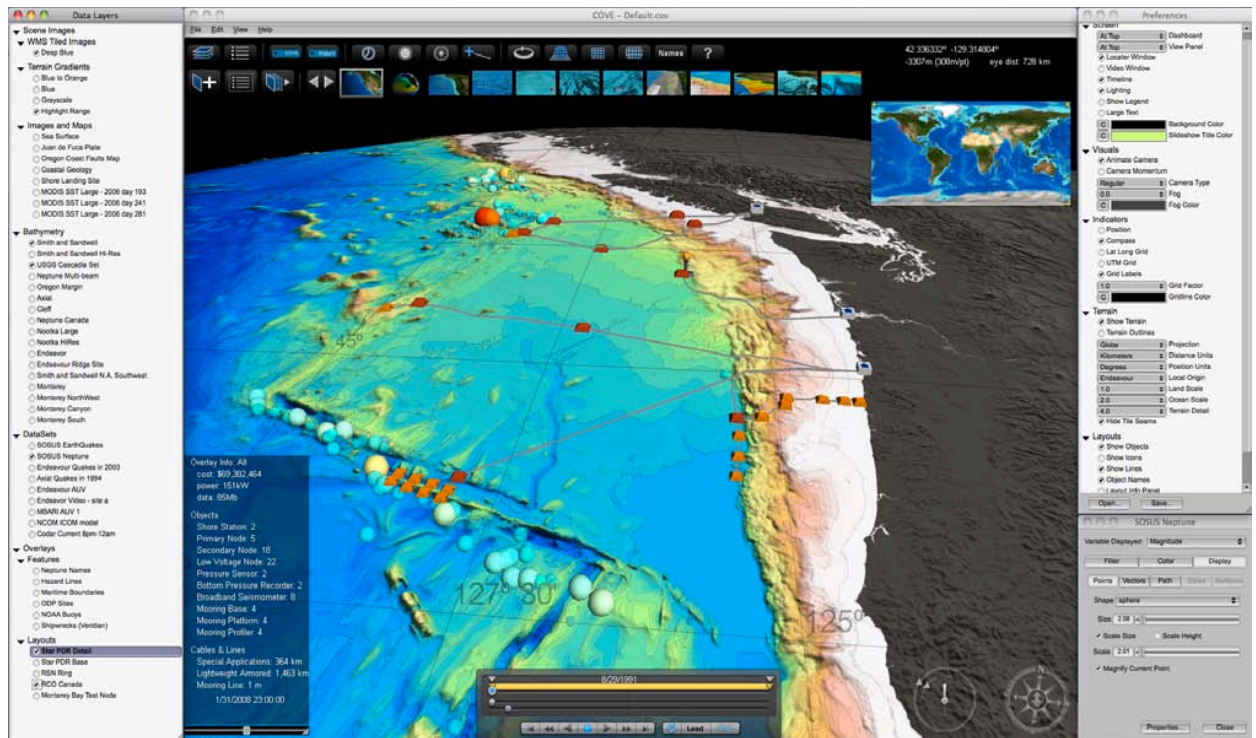 Data Layers
Scene Images
WMS Tiled Images
Deep Blue
Terrain Gradients
Blue to Orange
Blue
Grayscale
Highlight Range
Images and Maps
Sea Surface
Juan de Fuca Plate
Oregon Coast Faults Map
Coastal Geology
Shore Landing Site
MODIS SST Large - 2006 day 193
MODIS SST Large - 2006 day 241
MODIS SST Large - 2006 day 281
Bathymetry
Smith and Sandwell
Smith and Sandwell Hi-Res
USGS Cascadia Set
Neptune Multi-beam
Oregon Margin
Axial
Cleft
Neptune Canada
Nootka Large
Nootka HiRes
Endeavor
Endeavour Ridge Site
Smith and Sandwell N.A. Southwest
Monterey
Monterey NorthWest
Monterey Canyon
Monterey South
DataSets
SOSUS EarthQuakes
SOSUS Neptune
Endeavour Quakes in 2003
Axial Quakes in 1994
Endeavour AUV
Endeavor Video - site a
MBARI AUV 1
NCOM ICOM model
Codar Current 8pm-12am
Overlays
Features
Neptune Names
Hazard Lines
Maritime Boundaries
ODP Sites
NOAA Buoys
Shipwrecks (Veridian)
Layouts
Star PDR Detail
Star PDR Base
RSN Ring
RCO Canada
Monterey Bay Test Node
COVE - Default.cov
File Edit View Help
Names ?
42.336332° -129.314804°
-3307m (308m/pt) eye dist: 728 km
45°
127° 30'
125°
Overlay Info: All
cost: $69,382,464
power: 151kW
data: 85Mb
Objects
Shore Station: 2
Primary Node: 5
Secondary Node: 18
Low Voltage Node: 22
Pressure Sensor: 2
Bottom Pressure Recorder: 2
Broadband Seismometer: 8
Mooring Base: 4
Mooring Platform: 4
Mooring Profiler: 4
Cables & Lines
Special Applications: 364 km
Lightweight Armored: 1,463 km
Mooring Line: 1 m
1/31/2008 23:00:00
8/29/1991
Load
N
Preferences
Screen
At Top Dashboard
At Top View Panel
Locater Window
Video Window
Timeline
Lighting
Show Legend
Large Text
C Background Color
C Slideshow Title Color
Visuals
Animate Camera
Camera Momentum
Regular Camera Type
0.0 Fog
C Fog Color
Indicators
Position
Compass
Lat Long Grid
UTM Grid
Grid Labels
1.0 Grid Factor
C Gridline Color
Terrain
Show Terrain
Terrain Outlines
Globe Projection
Kilometers Distance Units
Degrees Position Units
Endeavour Local Origin
1.0 Land Scale
2.0 Ocean Scale
4.0 Terrain Detail
Hide Tile Seams
Layouts
Show Objects
Show Icons
Show Lines
Object Names
Layout Info Panel
Open... Save...
SOSUS Neptune
Variable Displayed: Magnitude
Filter Color Display
Points Vectors Path
Shape sphere
Size 2.08
Scale Size Scale Height
Scale 2.01
Magnify Current Point
Properties... Close